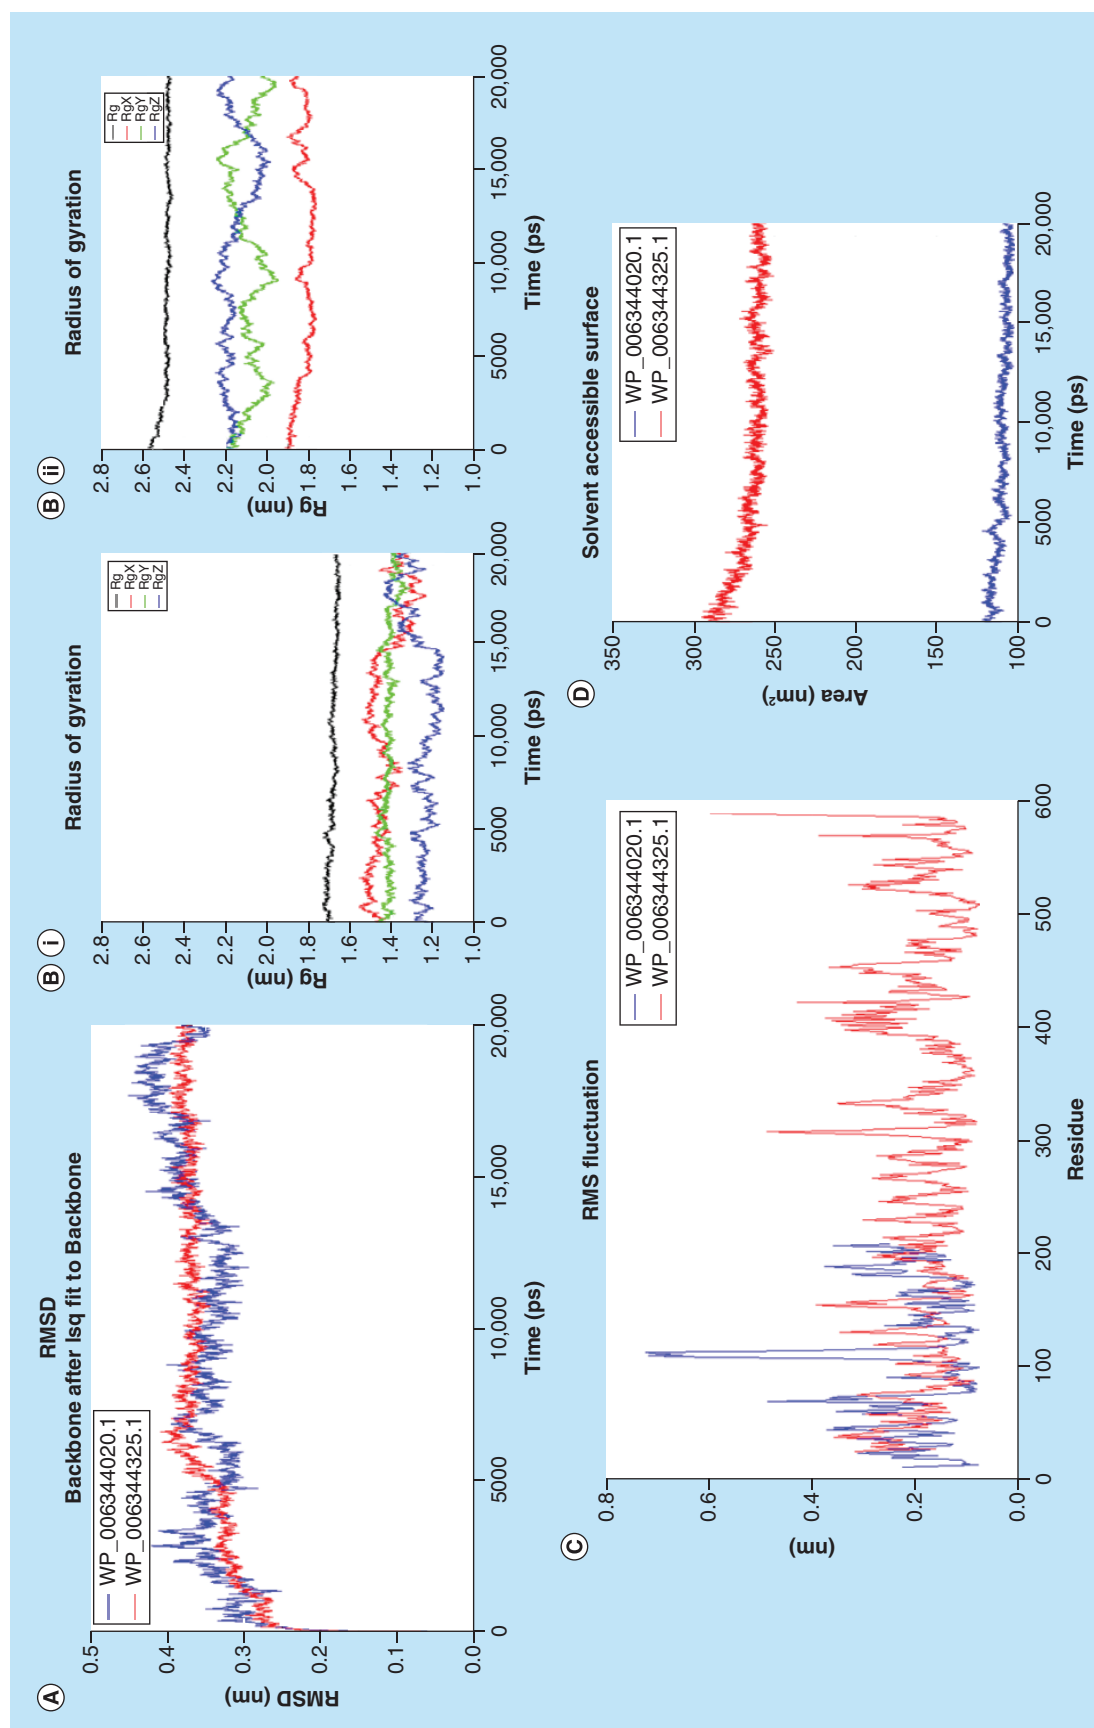 A
RMSD
Backbone after lsq fit to Backbone
WP_006344020.1
WP_006344325.1
0.5
0.4
0.3
0.2
0.1
0.0
RMSD (nm)
0
5000
10,000
15,000
20,000
Time (ps)
B i
Radius of gyration
Rg
RgX
RgY
RgZ
2.8
2.6
2.4
2.2
2.0
1.8
1.6
1.4
1.2
1.0
Rg (nm)
0
5000
10,000
15,000
20,000
Time (ps)
B ii
Radius of gyration
Rg
RgX
RgY
RgZ
2.8
2.6
2.4
2.2
2.0
1.8
1.6
1.4
1.2
1.0
Rg (nm)
0
5000
10,000
15,000
20,000
Time (ps)
C
RMS fluctuation
WP_006344020.1
WP_006344325.1
0.8
0.6
0.4
0.2
0.0
(nm)
0
100
200
300
400
500
600
Residue
D
Solvent accessible surface
WP_006344020.1
WP_006344325.1
350
300
250
200
150
100
Area (nm²)
0
5000
10,000
15,000
20,000
Time (ps)